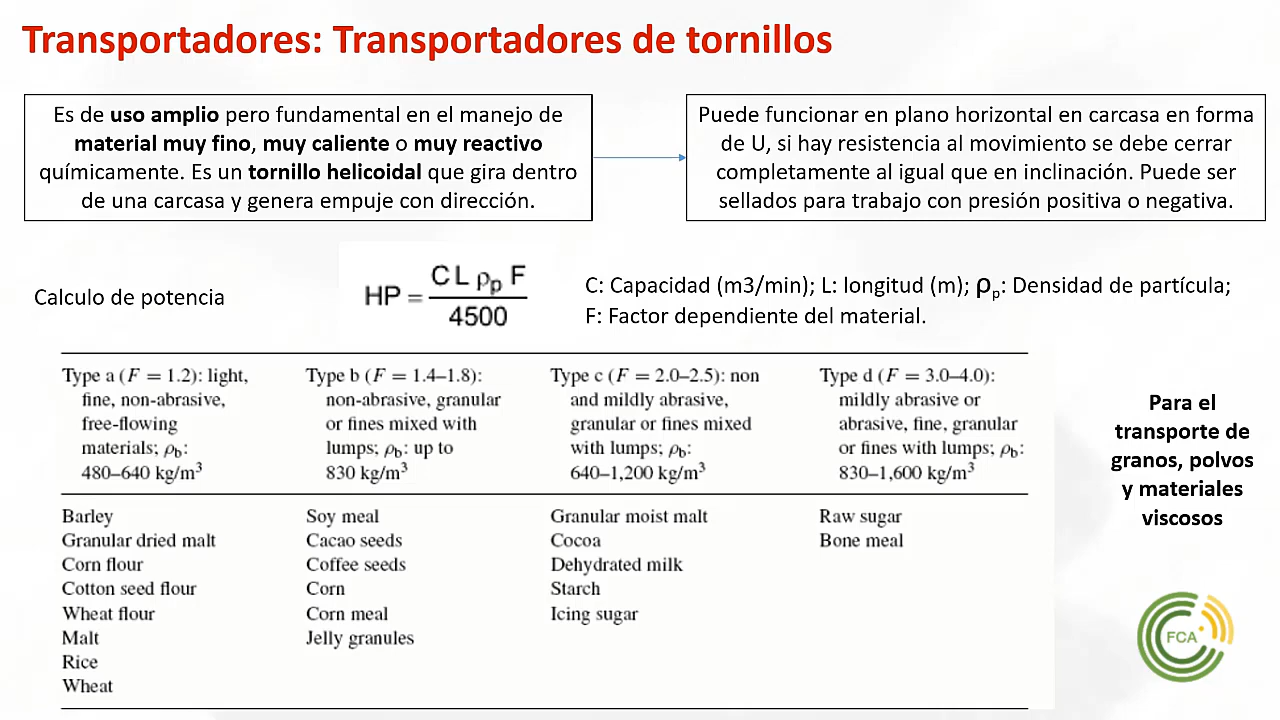 Transportadores: Transportadores de tornillos
Es de uso amplio pero fundamental en el manejo de
material muy fino, muy caliente o muy reactivo
químicamente. Es un tornillo helicoidal que gira dentro
de una carcasa y genera empuje con dirección.
Puede funcionar en plano horizontal en carcasa en forma
de U, si hay resistencia al movimiento se debe cerrar
completamente al igual que en inclinación. Puede ser
sellados para trabajo con presión positiva o negativa.
Calculo de potencia
HP = C L ρp F / 4500
C: Capacidad (m3/min); L: longitud (m); ρp: Densidad de partícula;
F: Factor dependiente del material.
Type a (F = 1.2): light,
fine, non-abrasive,
free-flowing
materials; ρb:
480–640 kg/m³
Type b (F = 1.4–1.8):
non-abrasive, granular
or fines mixed with
lumps; ρb: up to
830 kg/m³
Type c (F = 2.0–2.5): non
and mildly abrasive,
granular or fines mixed
with lumps; ρb:
640–1,200 kg/m³
Type d (F = 3.0–4.0):
mildly abrasive or
abrasive, fine, granular
or fines with lumps; ρb:
830–1,600 kg/m³
Barley
Granular dried malt
Corn flour
Cotton seed flour
Wheat flour
Malt
Rice
Wheat
Soy meal
Cacao seeds
Coffee seeds
Corn
Corn meal
Jelly granules
Granular moist malt
Cocoa
Dehydrated milk
Starch
Icing sugar
Raw sugar
Bone meal
Para el
transporte de
granos, polvos
y materiales
viscosos
FCA